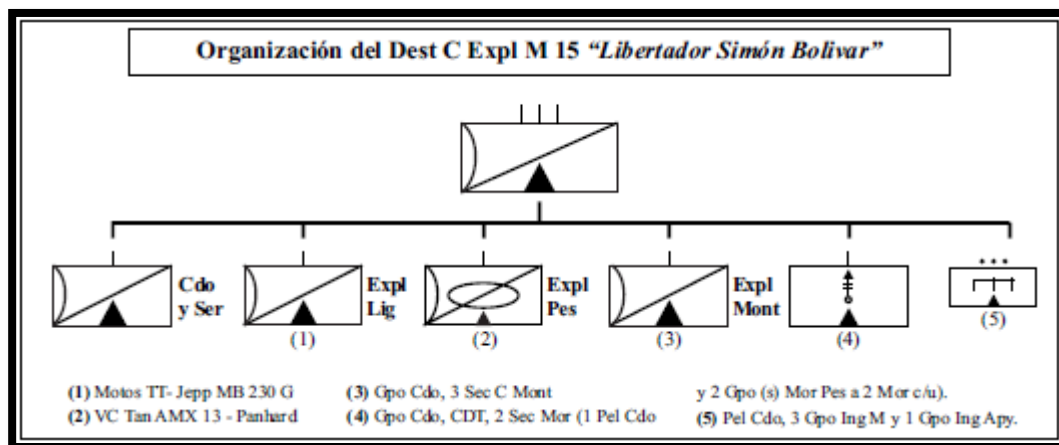 Organización del Dest C Expl M 15 “Libertador Simón Bolivar”
Cdo
y Ser
Expl
Lig
Expl
Pes
Expl
Mont
(1)
(2)
(3)
(4)
(5)
(1) Motos TT- Jepp MB 230 G
(2) VC Tan AMX 13 - Panhard
(3) Gpo Cdo, 3 Sec C Mont
(4) Gpo Cdo, CDT, 2 Sec Mor (1 Pel Cdo
y 2 Gpo (s) Mor Pes a 2 Mor c/u).
(5) Pel Cdo, 3 Gpo Ing M y 1 Gpo Ing Apy.